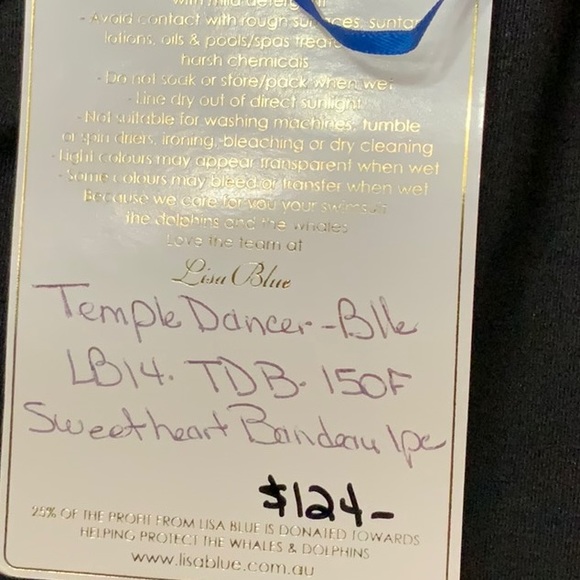 with mild detergent
- Avoid contact with rough surfaces, suntan
lotions, oils & pools/spas treat
harsh chemicals
- Do not soak or store/pack when wet
- Line dry out of direct sunlight
- Not suitable for washing machines, tumble
or spin driers, ironing, bleaching or dry cleaning
- Light colours may appear transparent when wet
- Some colours may bleed or transfer when wet
Because we care for you your swimsuit
the dolphins and the whales
Love the team at
Lisa Blue
Temple Dancer - Blk
LB14. TDB. 150F
Sweetheart Bandeau 1pc
$124-
25% OF THE PROFIT FROM LISA BLUE IS DONATED TOWARDS
HELPING PROTECT THE WHALES & DOLPHINS
www.lisablue.com.au